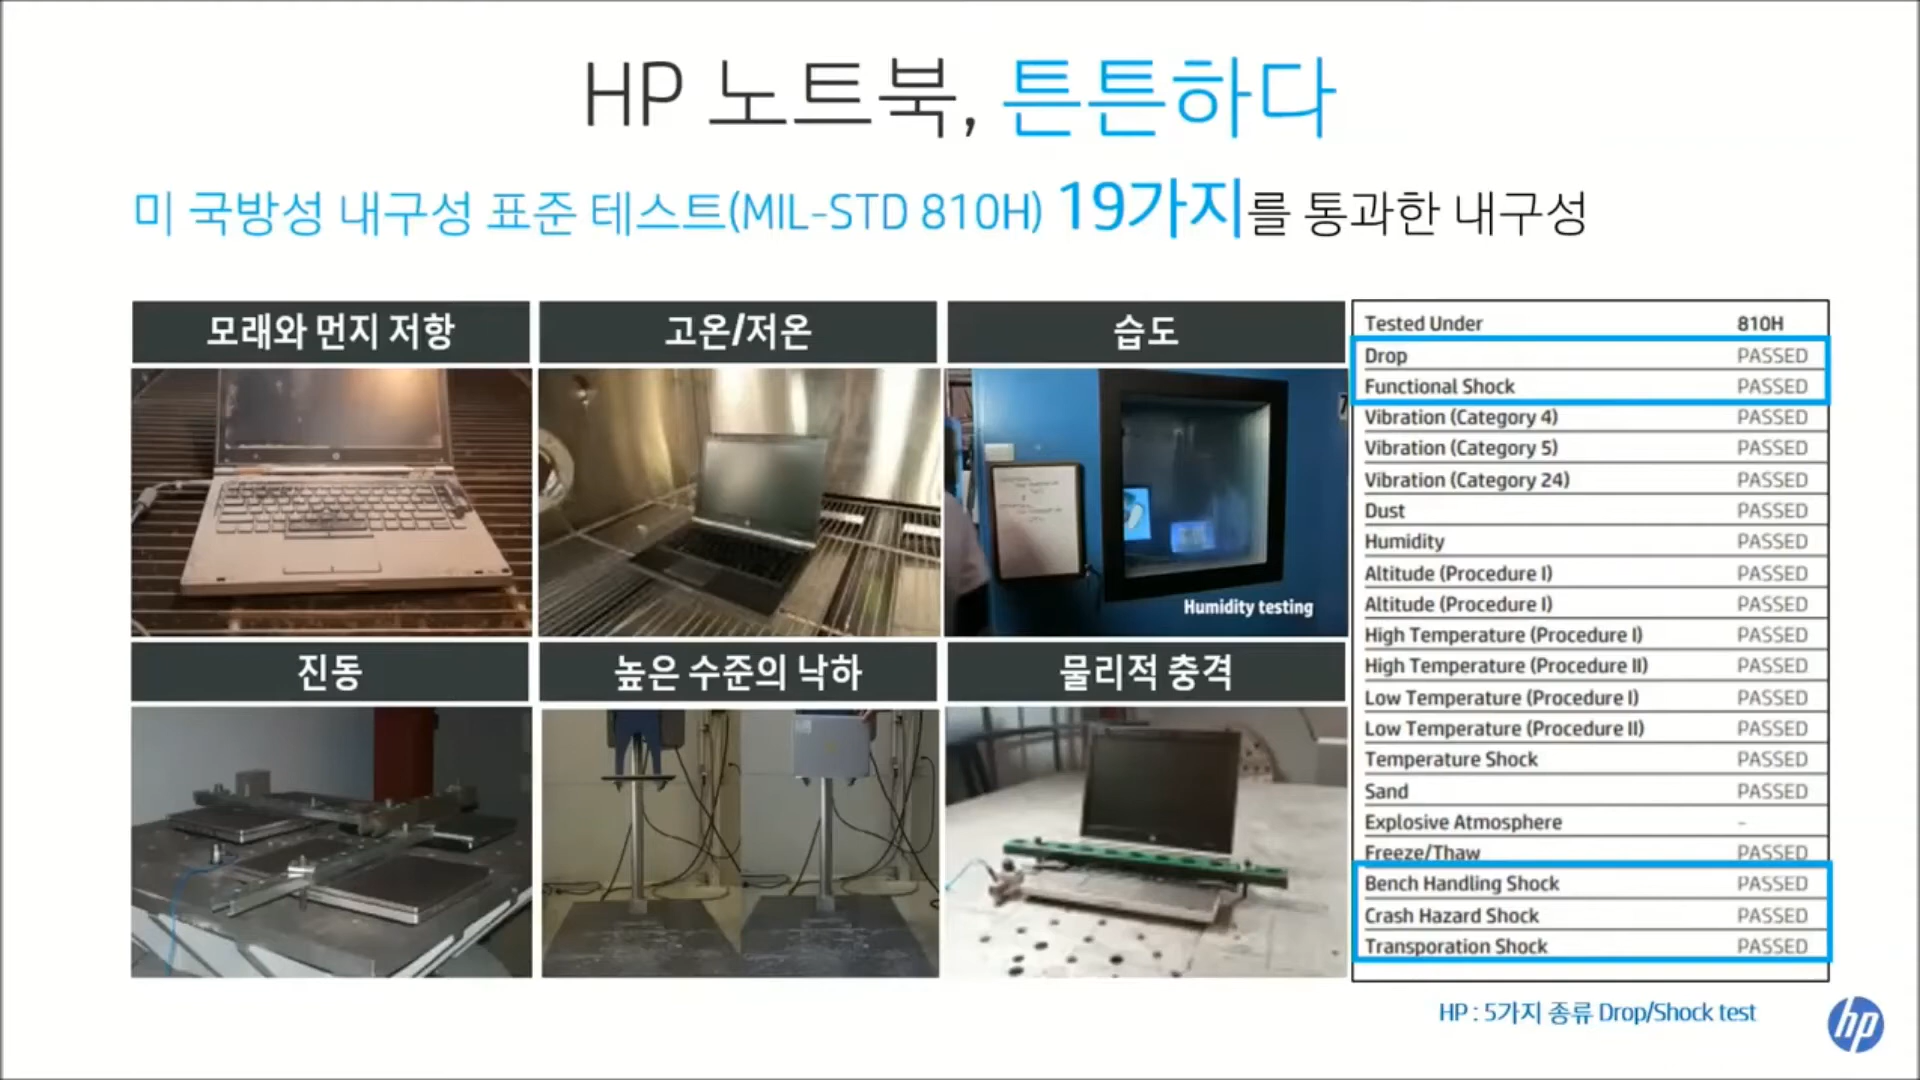 HP 노트북, 튼튼하다
미 국방성 내구성 표준 테스트(MIL-STD 810H) 19가지를 통과한 내구성
모래와 먼지 저항
고온/저온
습도
Humidity testing
진동
높은 수준의 낙하
물리적 충격
Tested Under 810H
Drop PASSED
Functional Shock PASSED
Vibration (Category 4) PASSED
Vibration (Category 5) PASSED
Vibration (Category 24) PASSED
Dust PASSED
Humidity PASSED
Altitude (Procedure I) PASSED
Altitude (Procedure I) PASSED
High Temperature (Procedure I) PASSED
High Temperature (Procedure II) PASSED
Low Temperature (Procedure I) PASSED
Low Temperature (Procedure II) PASSED
Temperature Shock PASSED
Sand PASSED
Explosive Atmosphere -
Freeze/Thaw PASSED
Bench Handling Shock PASSED
Crash Hazard Shock PASSED
Transporation Shock PASSED
HP : 5가지 종류 Drop/Shock test
hp